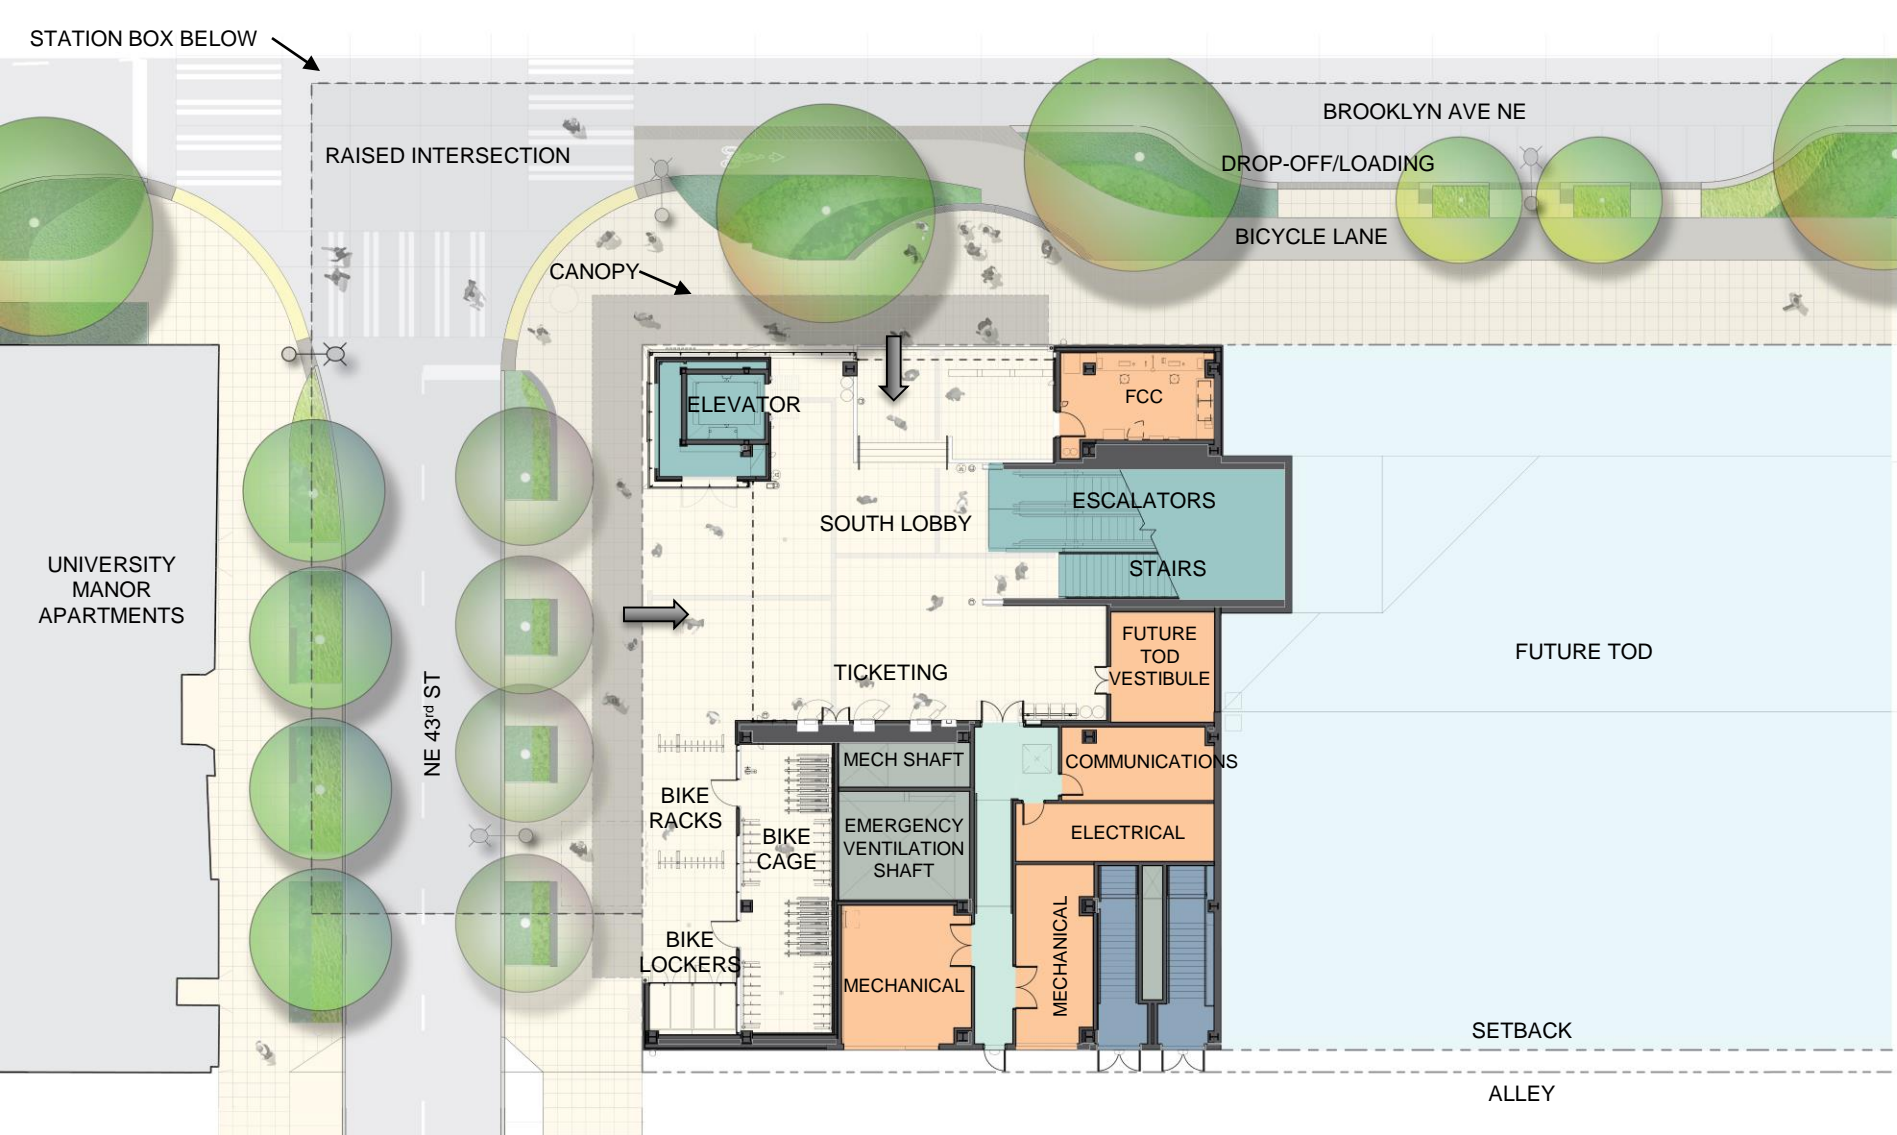 STATION BOX BELOW
BROOKLYN AVE NE
RAISED INTERSECTION
DROP-OFF/LOADING
BICYCLE LANE
CANOPY
ELEVATOR
FCC
ESCALATORS
SOUTH LOBBY
STAIRS
UNIVERSITY
MANOR
APARTMENTS
FUTURE
TOD
VESTIBULE
FUTURE TOD
TICKETING
NE 43rd ST
MECH SHAFT
COMMUNICATIONS
BIKE
RACKS
BIKE
CAGE
EMERGENCY
VENTILATION
SHAFT
ELECTRICAL
BIKE
LOCKERS
MECHANICAL
MECHANICAL
SETBACK
ALLEY